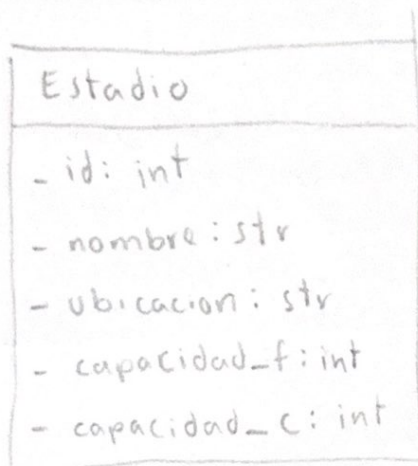 Estadio
- id: int
- nombre: str
- ubicacion: str
- capacidad_f: int
- capacidad_c: int